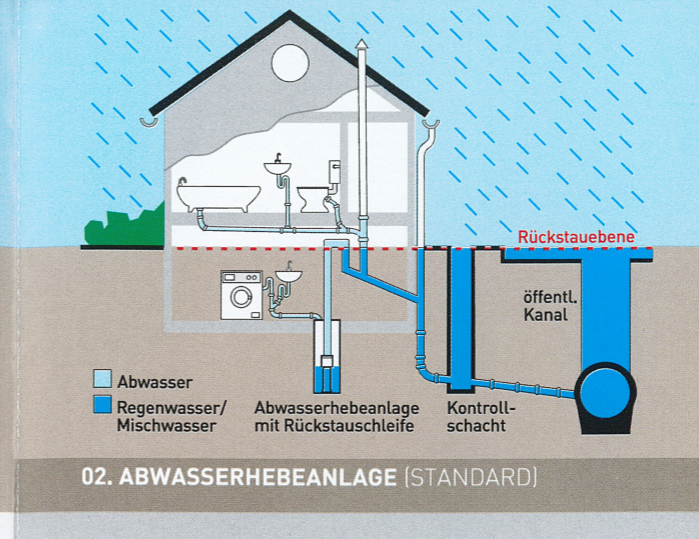 Rückstauebene
öffentl.
Kanal
Abwasser
Regenwasser/
Mischwasser
Abwasserhebeanlage
mit Rückstauschleife
Kontroll-
schacht
02. ABWASSERHEBEANLAGE (STANDARD)